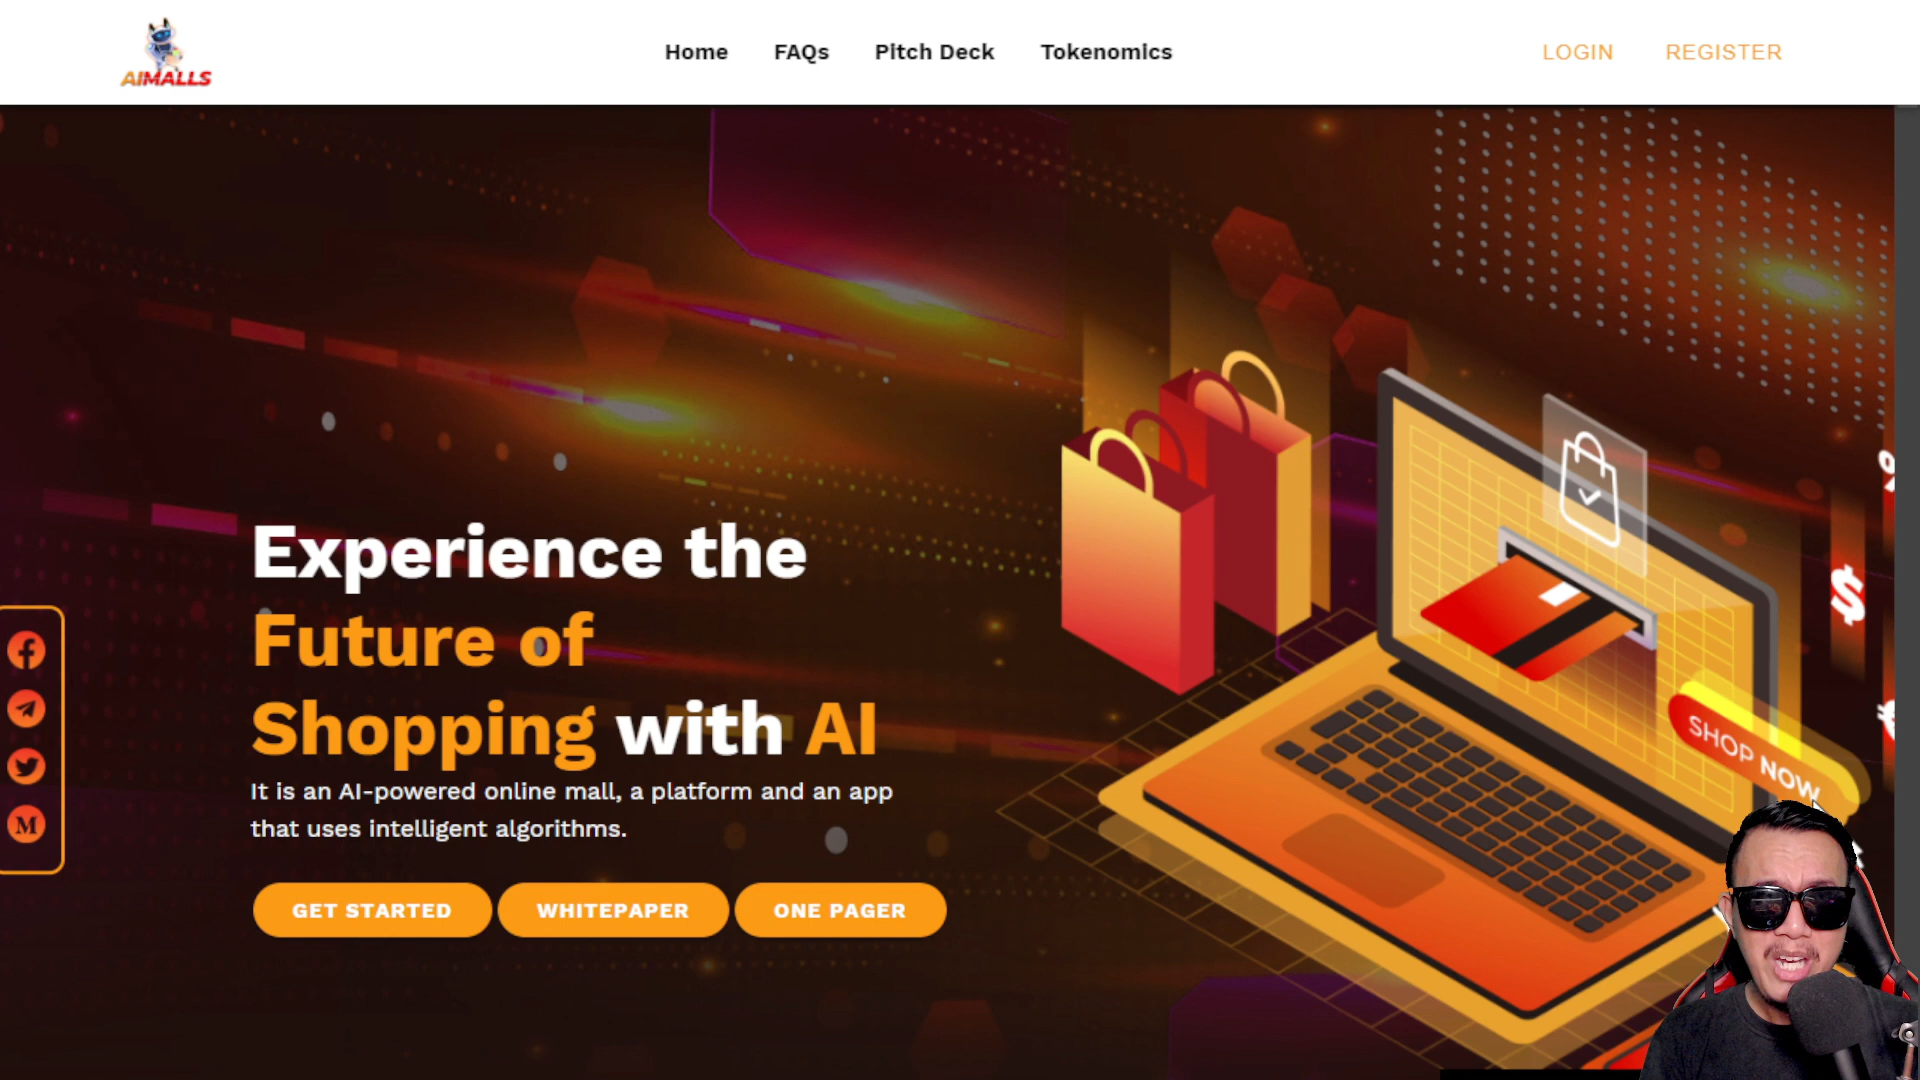 AIMALLS
Home
FAQs
Pitch Deck
Tokenomics
LOGIN
REGISTER
Experience the
Future of
Shopping with AI
It is an AI-powered online mall, a platform and an app
that uses intelligent algorithms.
GET STARTED
WHITEPAPER
ONE PAGER
SHOP NOW
$
M